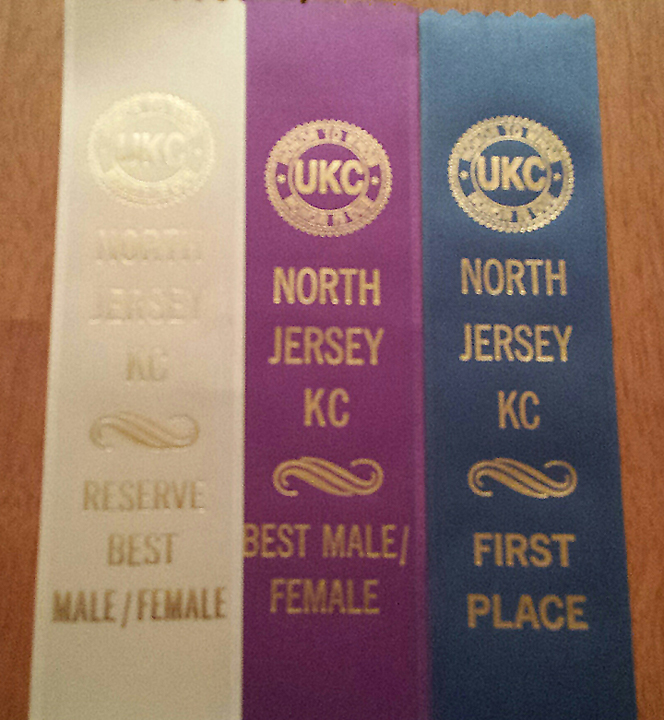 UKC
NORTH
JERSEY
KC
RESERVE
BEST
MALE/FEMALE
UKC
NORTH
JERSEY
KC
BEST MALE/
FEMALE
UKC
NORTH
JERSEY
KC
FIRST
PLACE